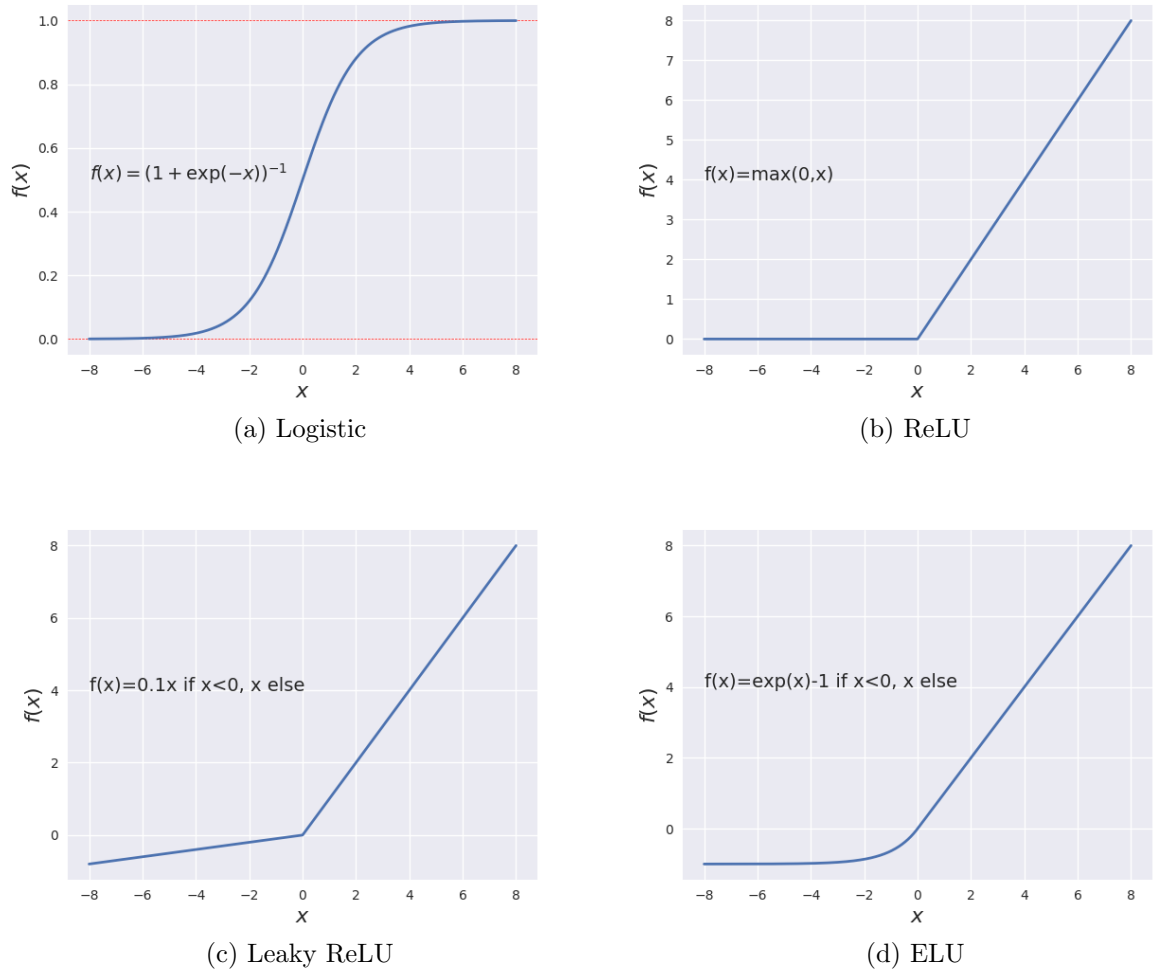 1.0
0.8
0.6
0.4
0.2
0.0
f(x)
f(x) = (1 + exp(−x))⁻¹
−8 −6 −4 −2 0 2 4 6 8
x
(a) Logistic
8
7
6
5
4
3
2
1
0
f(x)
f(x)=max(0,x)
−8 −6 −4 −2 0 2 4 6 8
x
(b) ReLU
8
6
4
2
0
f(x)
f(x)=0.1x if x<0, x else
−8 −6 −4 −2 0 2 4 6 8
x
(c) Leaky ReLU
8
6
4
2
0
f(x)
f(x)=exp(x)-1 if x<0, x else
−8 −6 −4 −2 0 2 4 6 8
x
(d) ELU